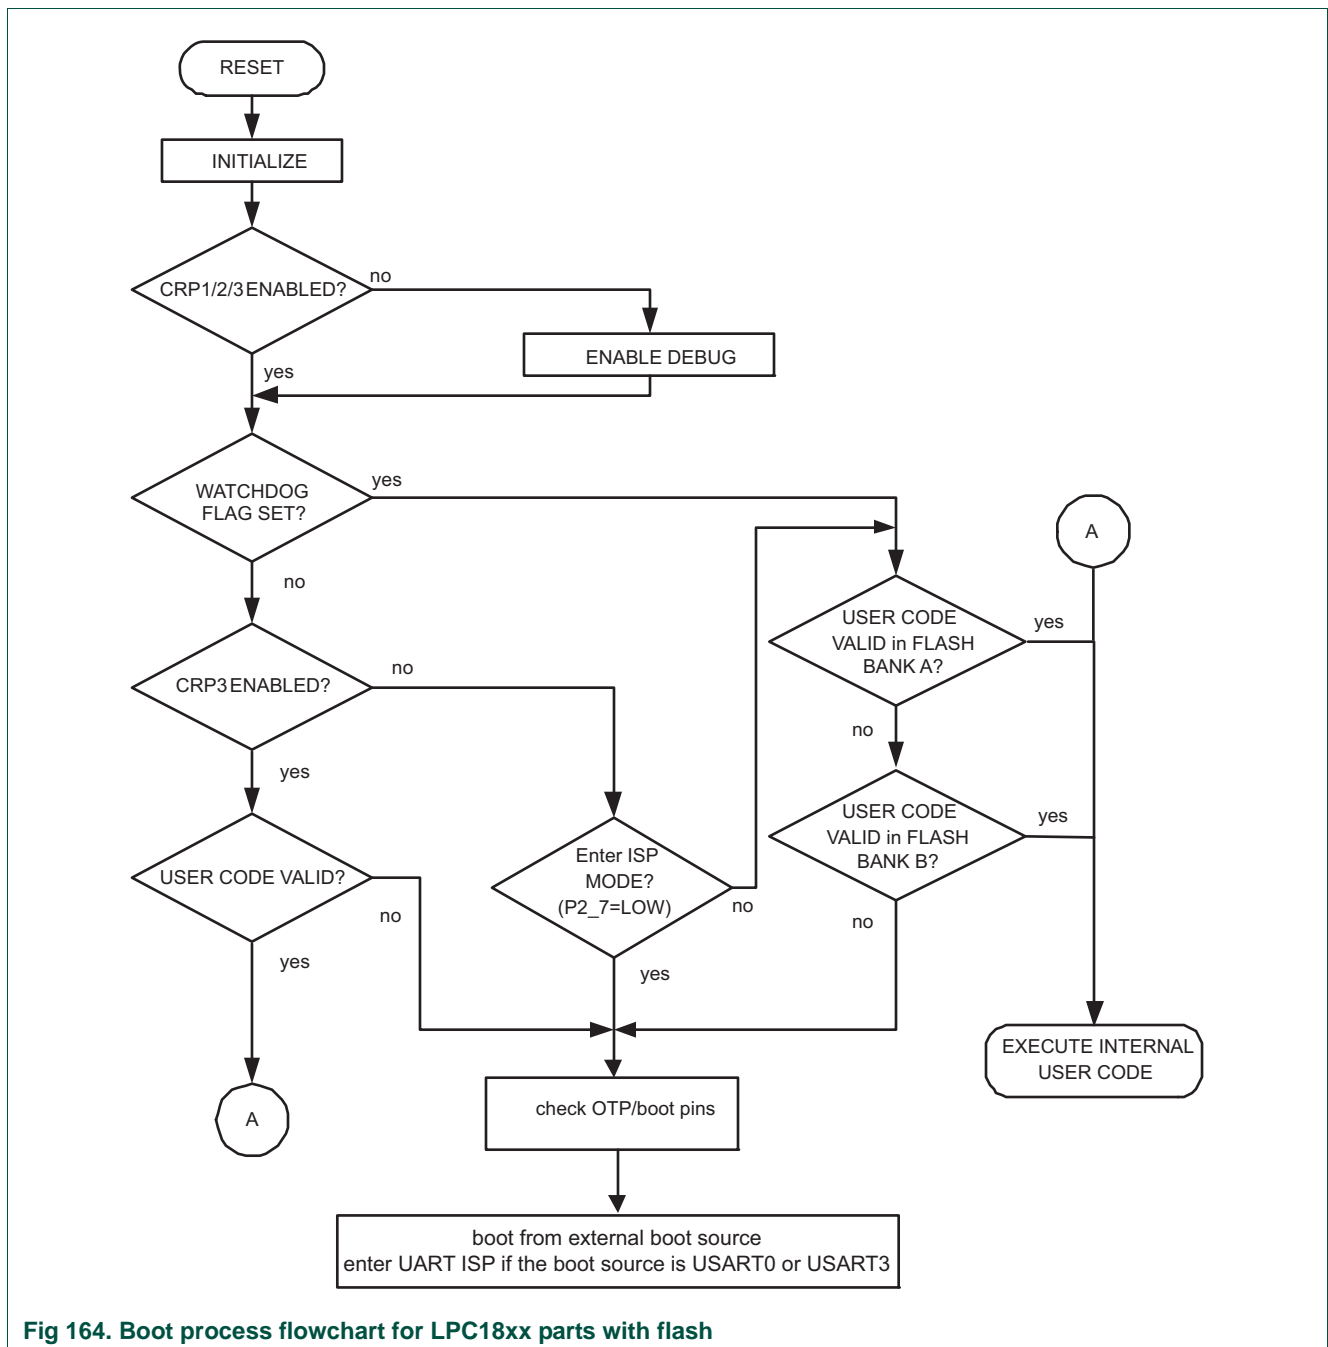 RESET
INITIALIZE
CRP1/2/3 ENABLED?
no
ENABLE DEBUG
yes
WATCHDOG
FLAG SET?
yes
no
A
USER CODE
VALID in FLASH
BANK A?
yes
no
CRP3 ENABLED?
no
yes
USER CODE
VALID in FLASH
BANK B?
yes
no
USER CODE VALID?
no
yes
Enter ISP
MODE?
(P2_7=LOW)
no
yes
EXECUTE INTERNAL
USER CODE
A
check OTP/boot pins
boot from external boot source
enter UART ISP if the boot source is USART0 or USART3
Fig 164. Boot process flowchart for LPC18xx parts with flash